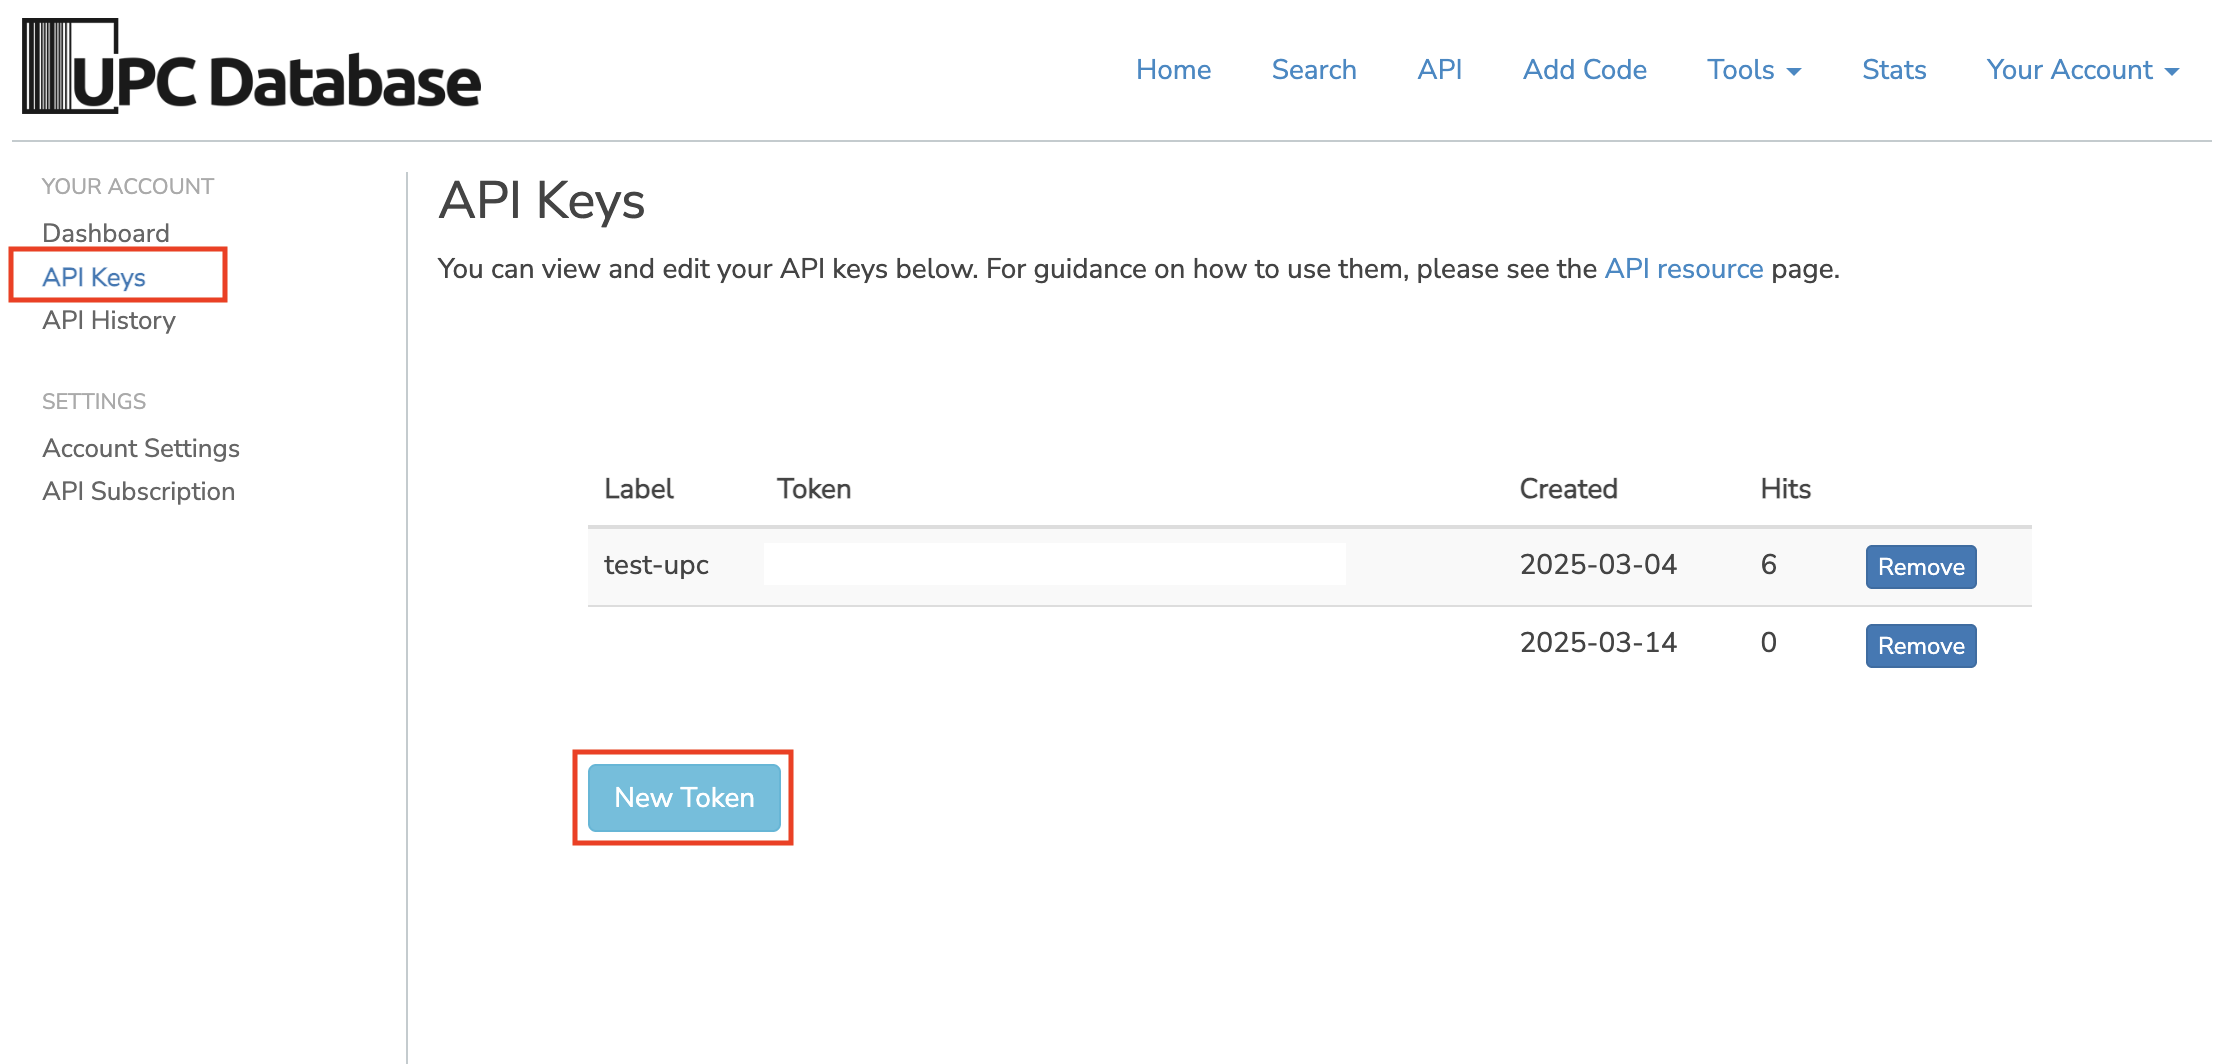 UPC Database
Home Search API Add Code Tools Stats Your Account
YOUR ACCOUNT
Dashboard
API Keys
API History
SETTINGS
Account Settings
API Subscription
API Keys
You can view and edit your API keys below. For guidance on how to use them, please see the API resource page.
Label Token Created Hits
test-upc 2025-03-04 6 Remove
2025-03-14 0 Remove
New Token